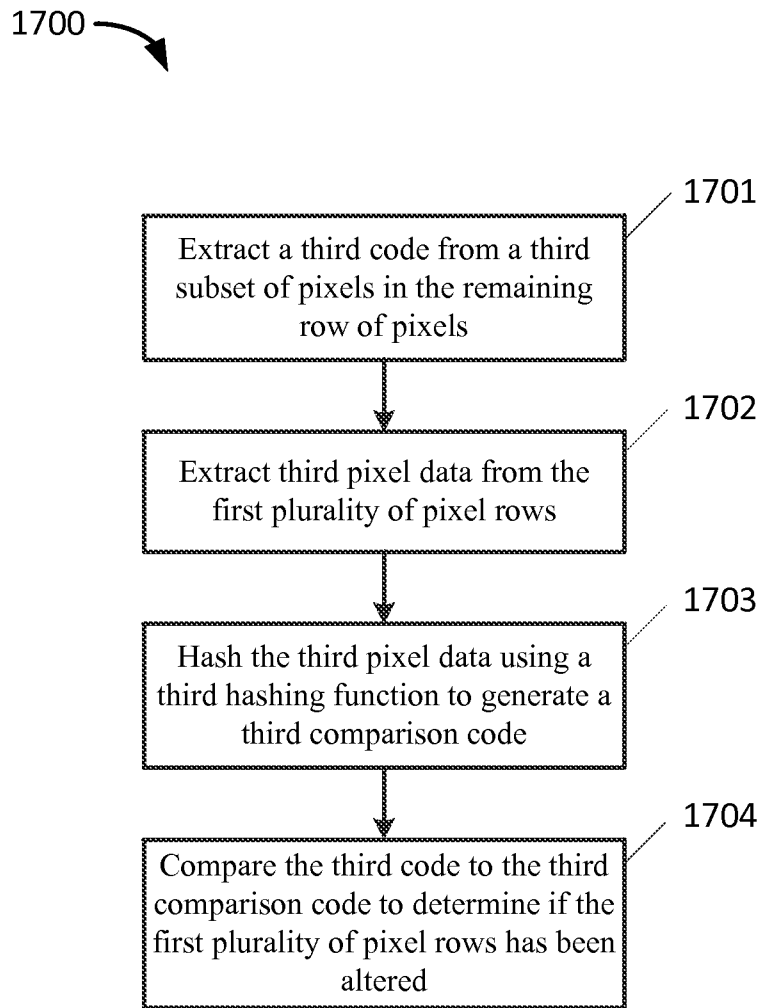 1700
1701
Extract a third code from a third
subset of pixels in the remaining
row of pixels
1702
Extract third pixel data from the
first plurality of pixel rows
1703
Hash the third pixel data using a
third hashing function to generate a
third comparison code
1704
Compare the third code to the third
comparison code to determine if the
first plurality of pixel rows has been
altered